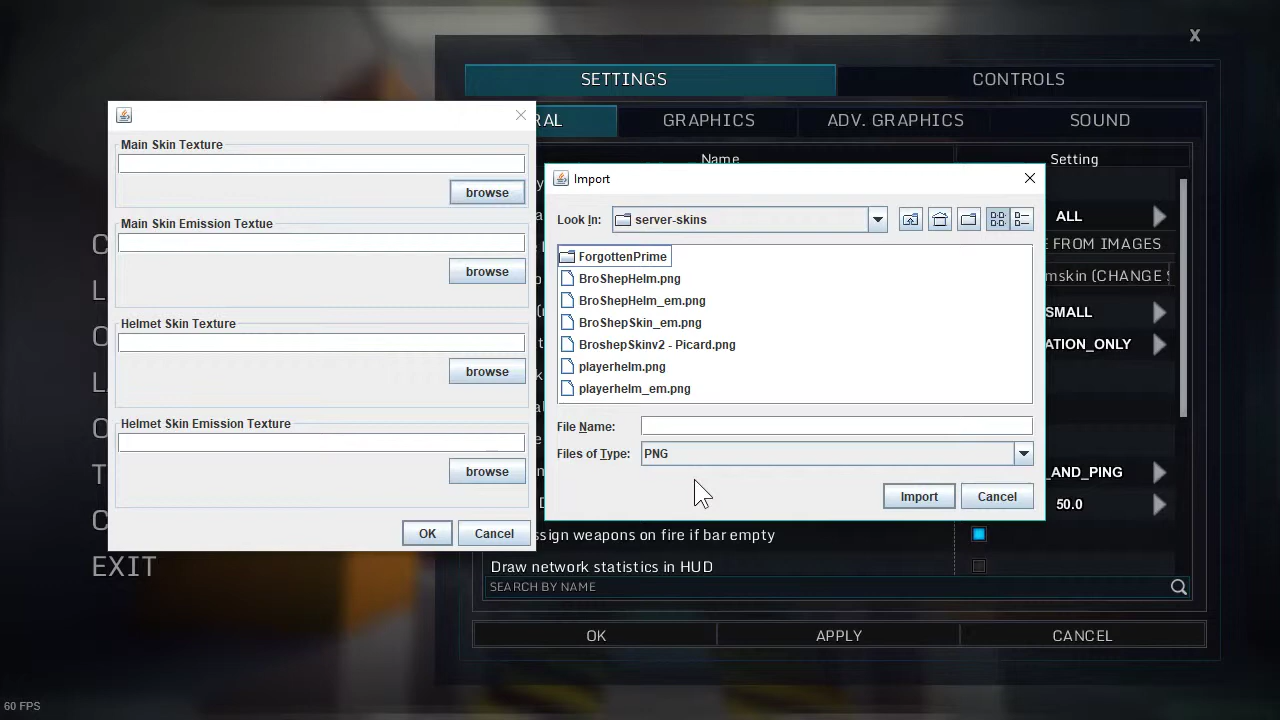 X
SETTINGS
CONTROLS
RAL
GRAPHICS
ADV. GRAPHICS
SOUND
Name
Setting
Main Skin Texture
browse
Main Skin Emission Textue
browse
Helmet Skin Texture
browse
Helmet Skin Emission Texture
browse
OK
Cancel
Import
Look In:
server-skins
ForgottenPrime
BroShepHelm.png
BroShepHelm_em.png
BroShepSkin_em.png
BroshepSkinv2 - Picard.png
playerhelm.png
playerhelm_em.png
File Name:
Files of Type:
PNG
Import
Cancel
ALL
E FROM IMAGES
mskin (CHANGE
SMALL
ATION_ONLY
_AND_PING
50.0
C
L
O
L
O
T
C
EXIT
ssign weapons on fire if bar empty
Draw network statistics in HUD
SEARCH BY NAME
OK
APPLY
CANCEL
60 FPS